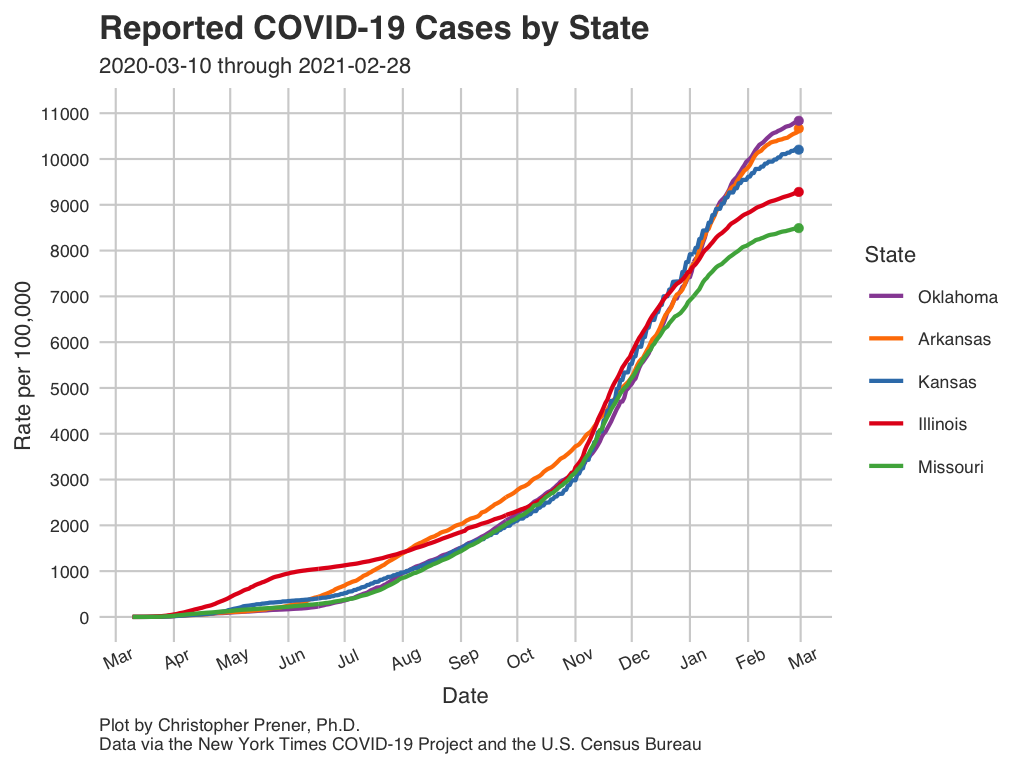 Reported COVID-19 Cases by State
2020-03-10 through 2021-02-28
11000
10000
9000
8000
7000
6000
5000
4000
3000
2000
1000
0
Rate per 100,000
Mar Apr May Jun Jul Aug Sep Oct Nov Dec Jan Feb Mar
Date
State
Oklahoma
Arkansas
Kansas
Illinois
Missouri
Plot by Christopher Prener, Ph.D.
Data via the New York Times COVID-19 Project and the U.S. Census Bureau